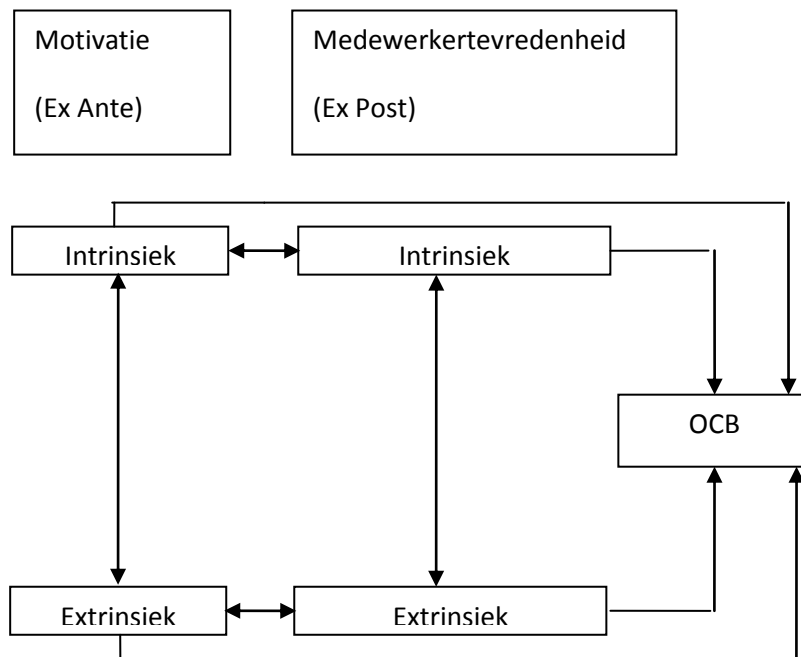 Motivatie
(Ex Ante)
Medewerkertevredenheid
(Ex Post)
Intrinsiek
Intrinsiek
OCB
Extrinsiek
Extrinsiek